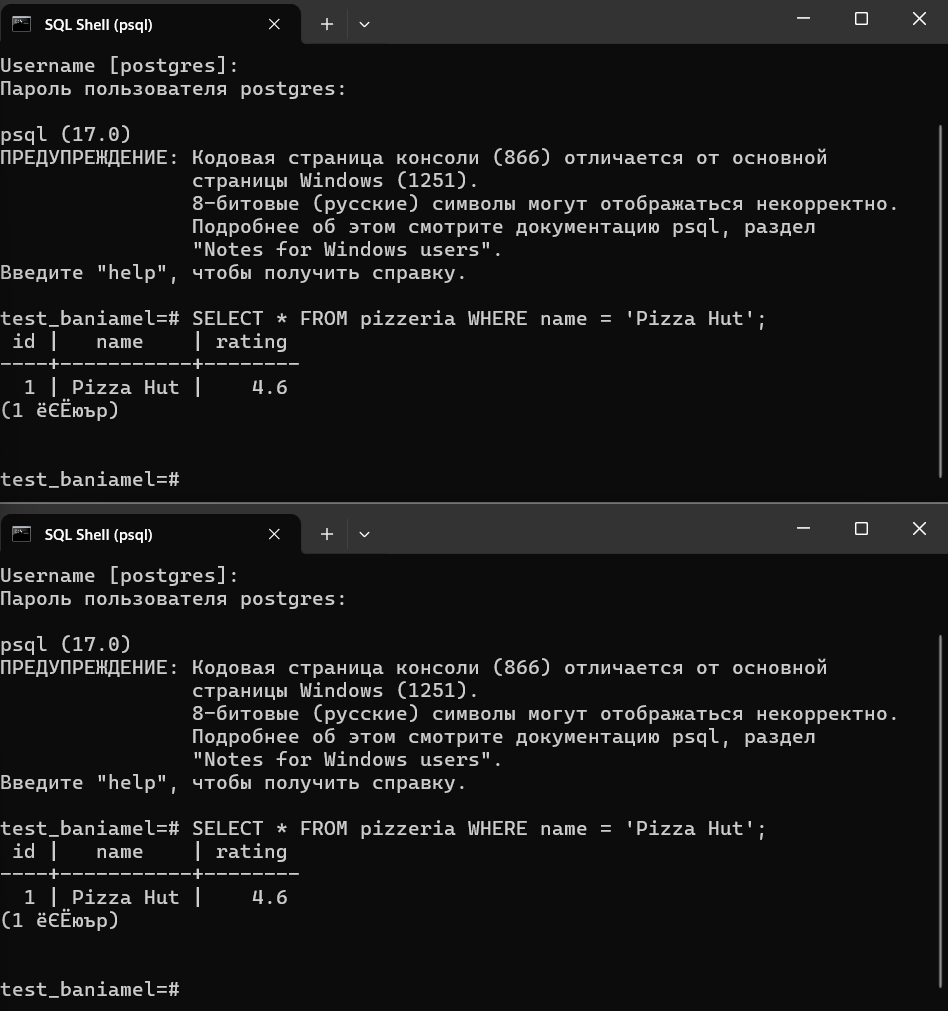 SQL Shell (psql)
Username [postgres]:
Пароль пользователя postgres:
psql (17.0)
ПРЕДУПРЕЖДЕНИЕ: Кодовая страница консоли (866) отличается от основной
страницы Windows (1251).
8-битовые (русские) символы могут отображаться некорректно.
Подробнее об этом смотрите документацию psql, раздел
"Notes for Windows users".
Введите "help", чтобы получить справку.
test_baniamel=# SELECT * FROM pizzeria WHERE name = 'Pizza Hut';
id | name | rating
----+-----------+--------
1 | Pizza Hut | 4.6
(1 ёЄЁюър)
test_baniamel=#
SQL Shell (psql)
Username [postgres]:
Пароль пользователя postgres:
psql (17.0)
ПРЕДУПРЕЖДЕНИЕ: Кодовая страница консоли (866) отличается от основной
страницы Windows (1251).
8-битовые (русские) символы могут отображаться некорректно.
Подробнее об этом смотрите документацию psql, раздел
"Notes for Windows users".
Введите "help", чтобы получить справку.
test_baniamel=# SELECT * FROM pizzeria WHERE name = 'Pizza Hut';
id | name | rating
----+-----------+--------
1 | Pizza Hut | 4.6
(1 ёЄЁюър)
test_baniamel=#